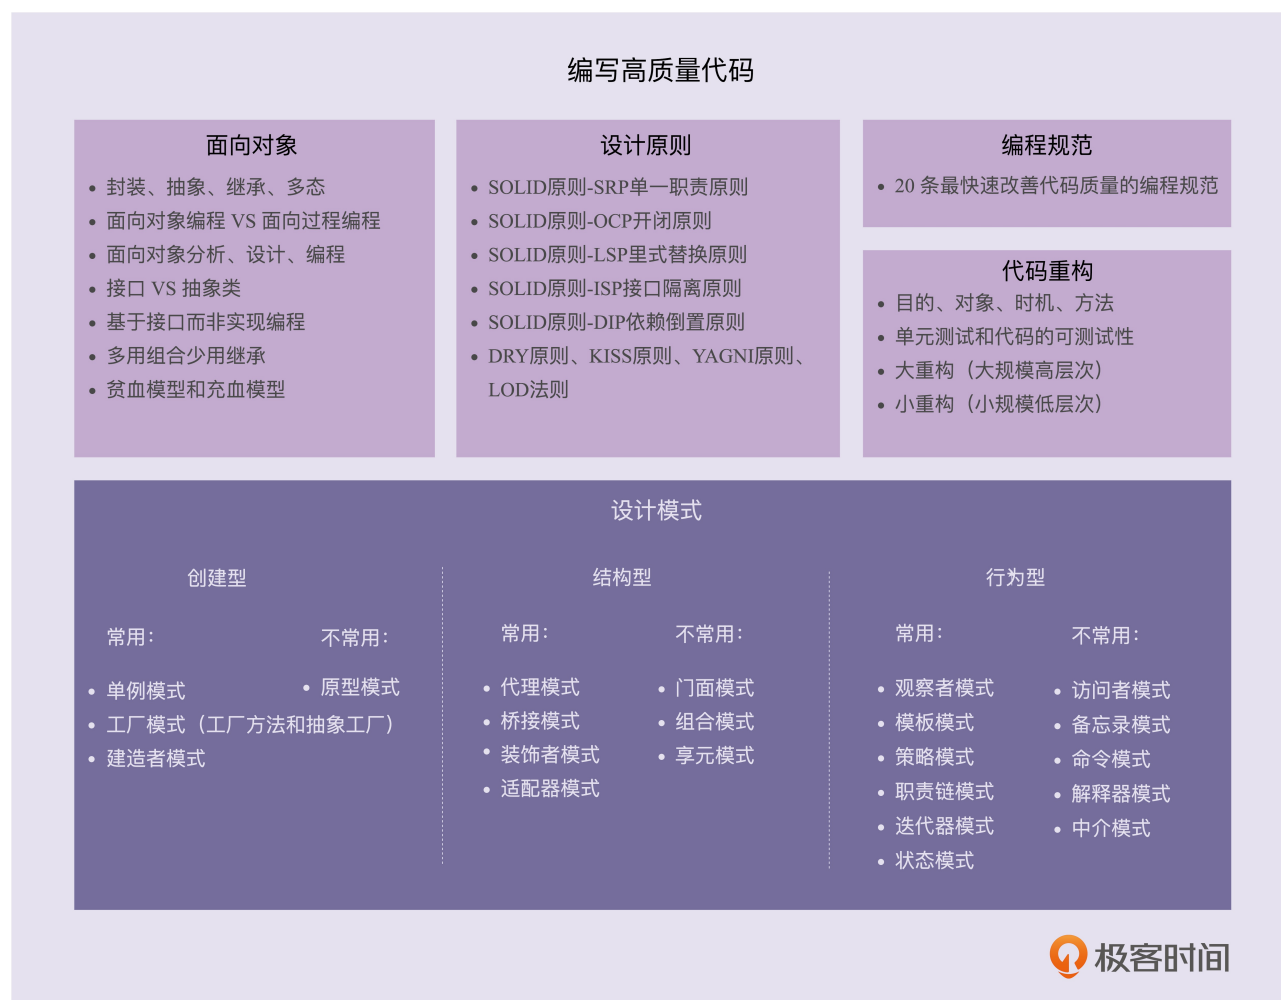 编写高质量代码
面向对象
封装、抽象、继承、多态
面向对象编程 VS 面向过程编程
面向对象分析、设计、编程
接口 VS 抽象类
基于接口而非实现编程
多用组合少用继承
贫血模型和充血模型
设计原则
SOLID原则-SRP单一职责原则
SOLID原则-OCP开闭原则
SOLID原则-LSP里式替换原则
SOLID原则-ISP接口隔离原则
SOLID原则-DIP依赖倒置原则
DRY原则、KISS原则、YAGNI原则、
LOD法则
编程规范
20 条最快速改善代码质量的编程规范
代码重构
目的、对象、时机、方法
单元测试和代码的可测试性
大重构（大规模高层次）
小重构（小规模低层次）
设计模式
创建型
常用：
单例模式
工厂模式（工厂方法和抽象工厂）
建造者模式
不常用：
原型模式
结构型
常用：
代理模式
桥接模式
装饰者模式
适配器模式
不常用：
门面模式
组合模式
享元模式
行为型
常用：
观察者模式
模板模式
策略模式
职责链模式
迭代器模式
状态模式
不常用：
访问者模式
备忘录模式
命令模式
解释器模式
中介模式
极客时间